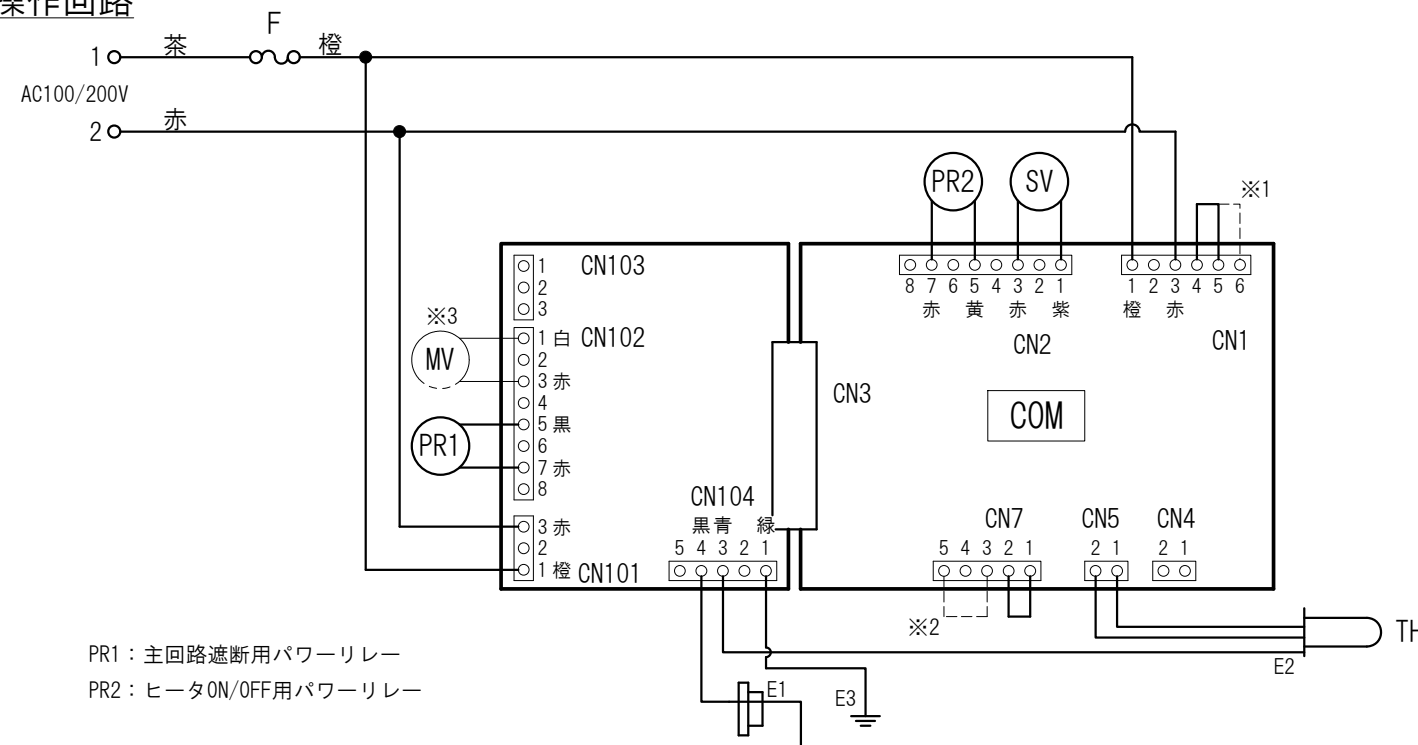 操作回路
F
1
茶
橙
AC100/200V
2
赤
PR2
SV
※1
8 7 6 5 4 3 2 1
赤 黄 赤 紫
CN2
1 2 3 4 5 6
橙 赤
CN1
1
2
3
CN103
※3
MV
1 白
2
3 赤
4
5 黒
6
7 赤
8
CN102
PR1
CN3
COM
3 赤
2
1 橙
CN101
CN104
黒 青 緑
5 4 3 2 1
CN7
5 4 3 2 1
CN5
2 1
CN4
2 1
※2
TH
E2
E1
E3
PR1：主回路遮断用パワーリレー
PR2：ヒータON/OFF用パワーリレー